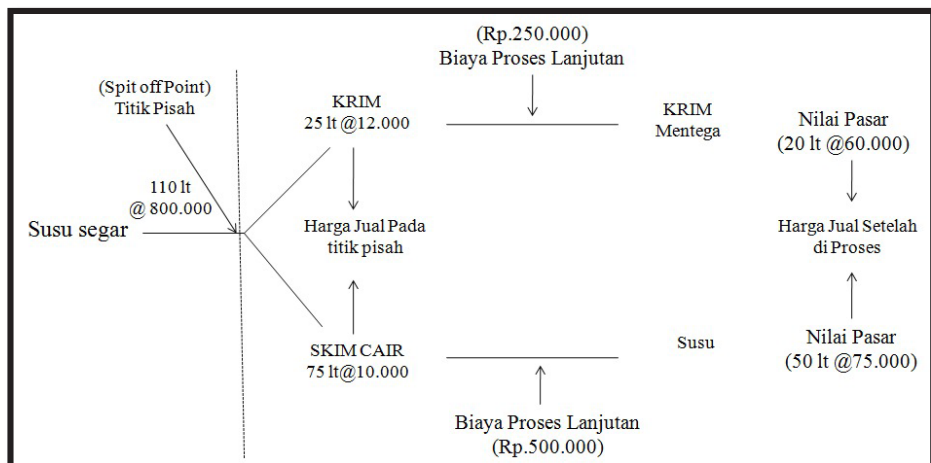 (Rp.250.000)
Biaya Proses Lanjutan
(Spit off Point)
Titik Pisah
KRIM
25 lt @12.000
KRIM
Mentega
Nilai Pasar
(20 lt @60.000)
110 lt
@ 800.000
Susu segar
Harga Jual Pada
titik pisah
Harga Jual Setelah
di Proses
SKIM CAIR
75 lt@10.000
Susu
Nilai Pasar
(50 lt @75.000)
Biaya Proses Lanjutan
(Rp.500.000)